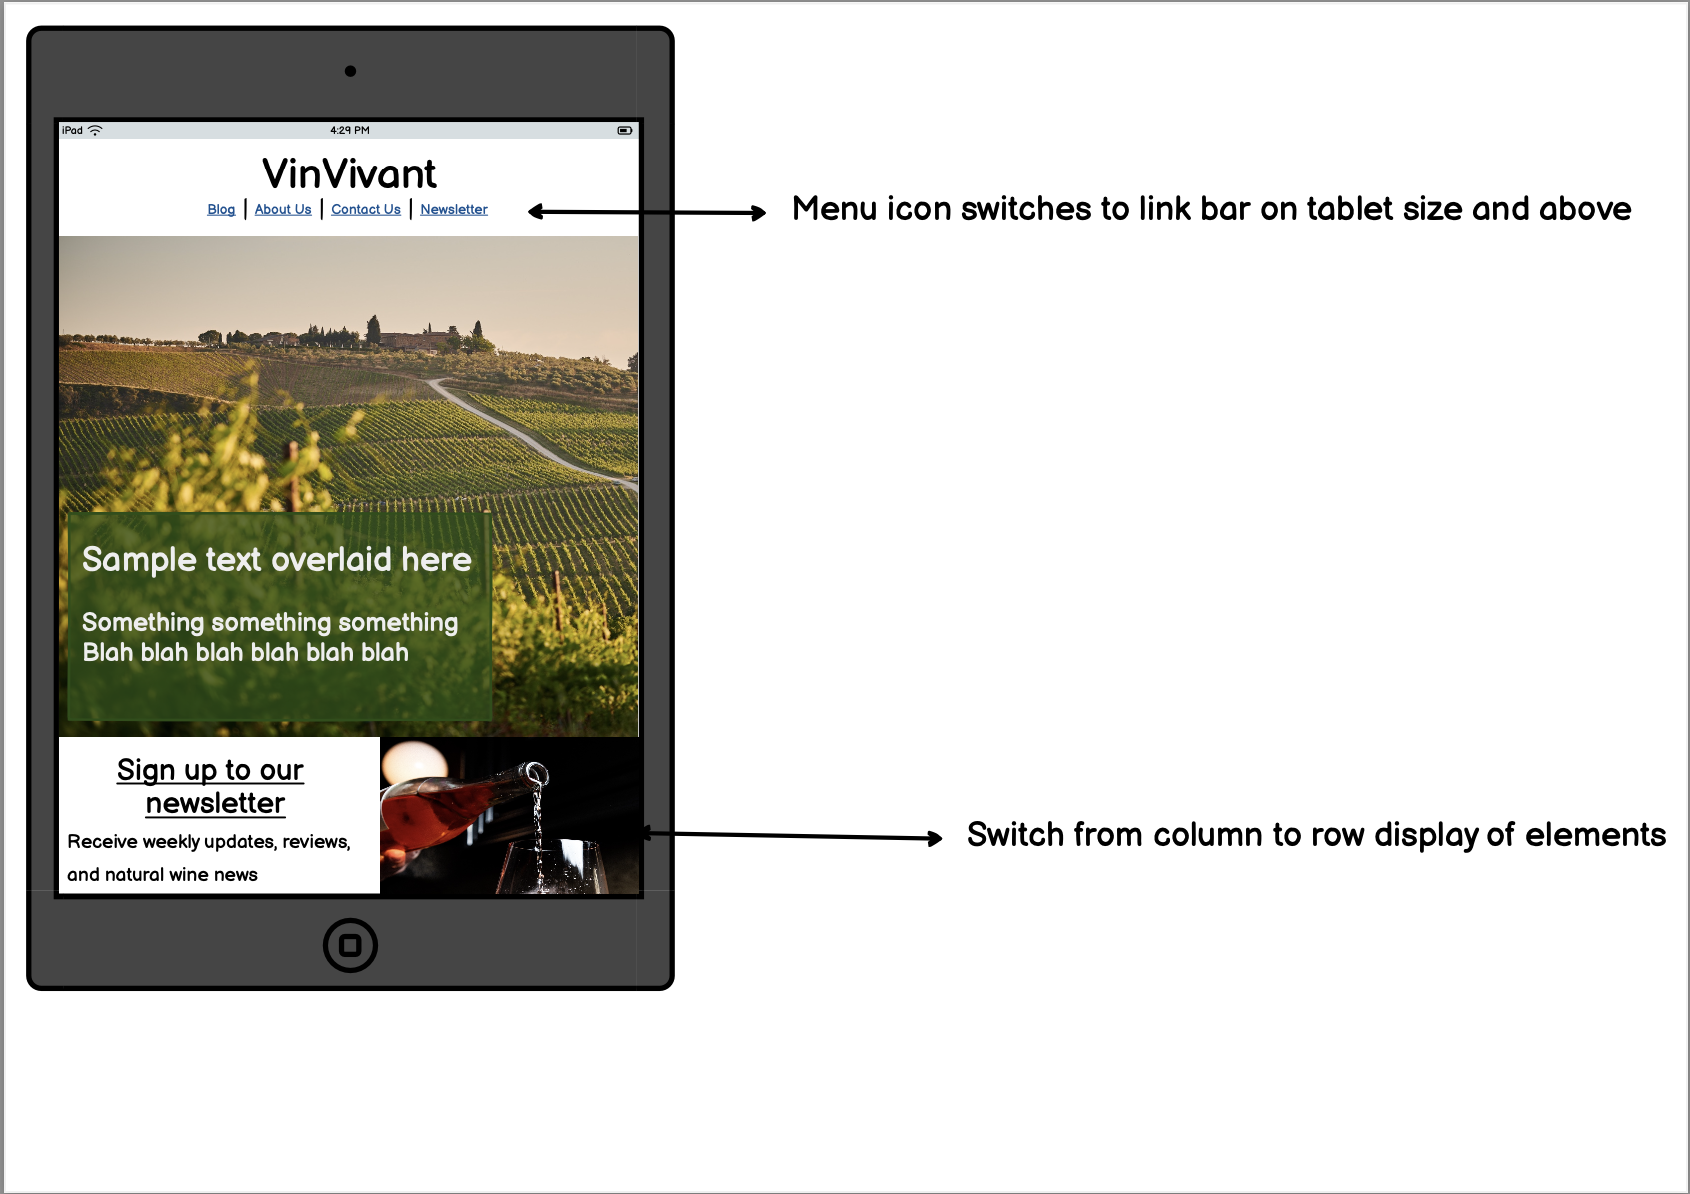 iPad 4:29 PM
VinVivant
Blog | About Us | Contact Us | Newsletter
Menu icon switches to link bar on tablet size and above
Sample text overlaid here
Something something something
Blah blah blah blah blah blah
Sign up to our
newsletter
Receive weekly updates, reviews,
and natural wine news
Switch from column to row display of elements